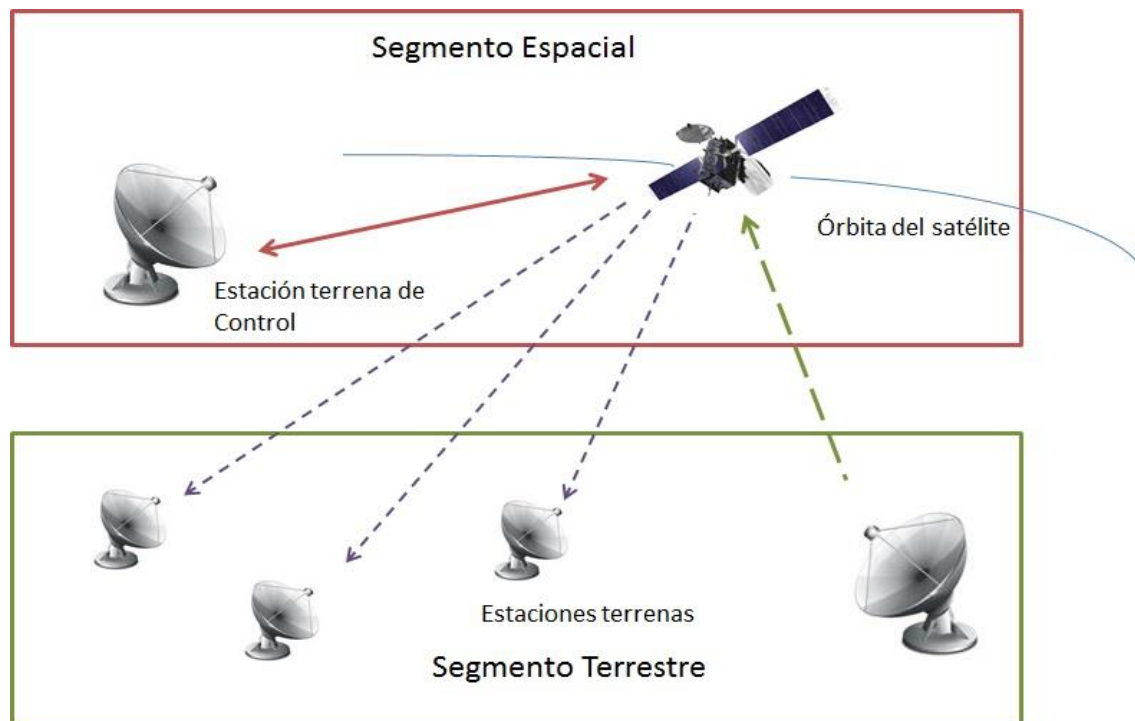 Segmento Espacial
Órbita del satélite
Estación terrena de
Control
Estaciones terrenas
Segmento Terrestre